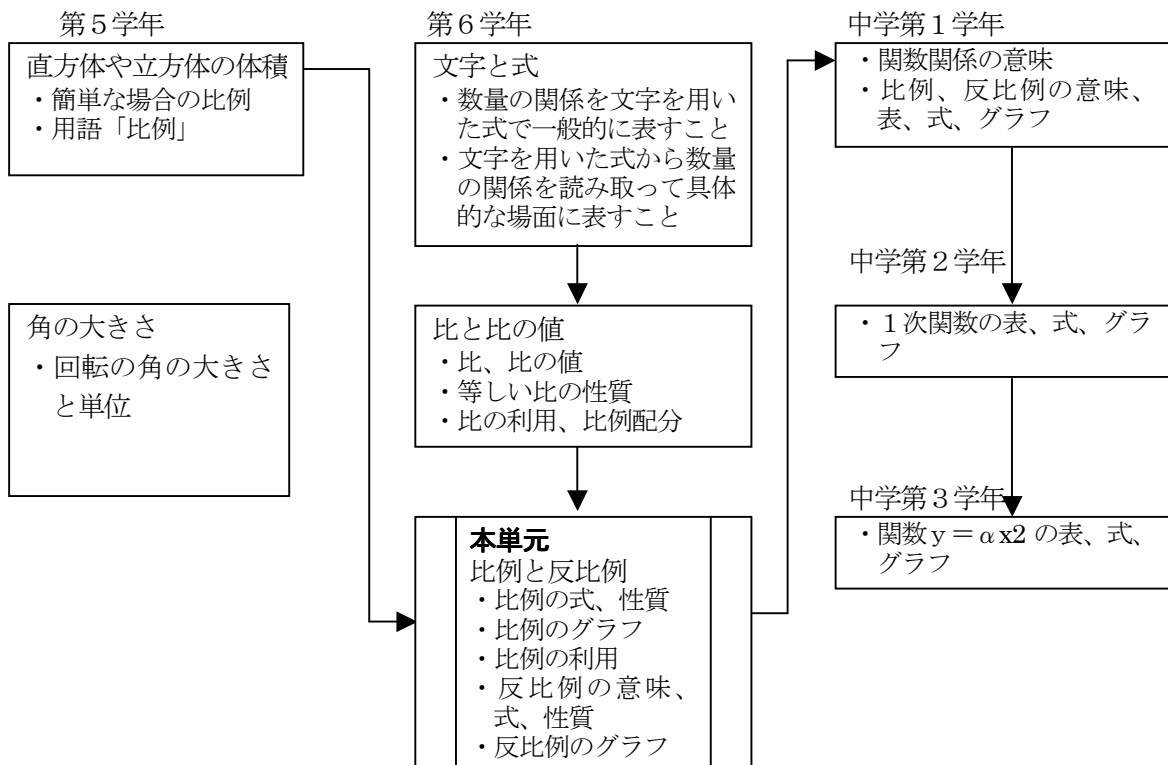 第５学年
直方体や立方体の体積
・簡単な場合の比例
・用語「比例」
角の大きさ
・回転の角の大きさ
と単位
第６学年
文字と式
・数量の関係を文字を用い
た式で一般的に表すこと
・文字を用いた式から数量
の関係を読み取って具体
的な場面に表すこと
比と比の値
・比、比の値
・等しい比の性質
・比の利用、比例配分
本単元
比例と反比例
・比例の式、性質
・比例のグラフ
・比例の利用
・反比例の意味、
式、性質
・反比例のグラフ
中学第１学年
・関数関係の意味
・比例、反比例の意味、
表、式、グラフ
中学第２学年
・１次関数の表、式、グラ
フ
中学第３学年
・関数ｙ＝αx2 の表、式、
グラフ